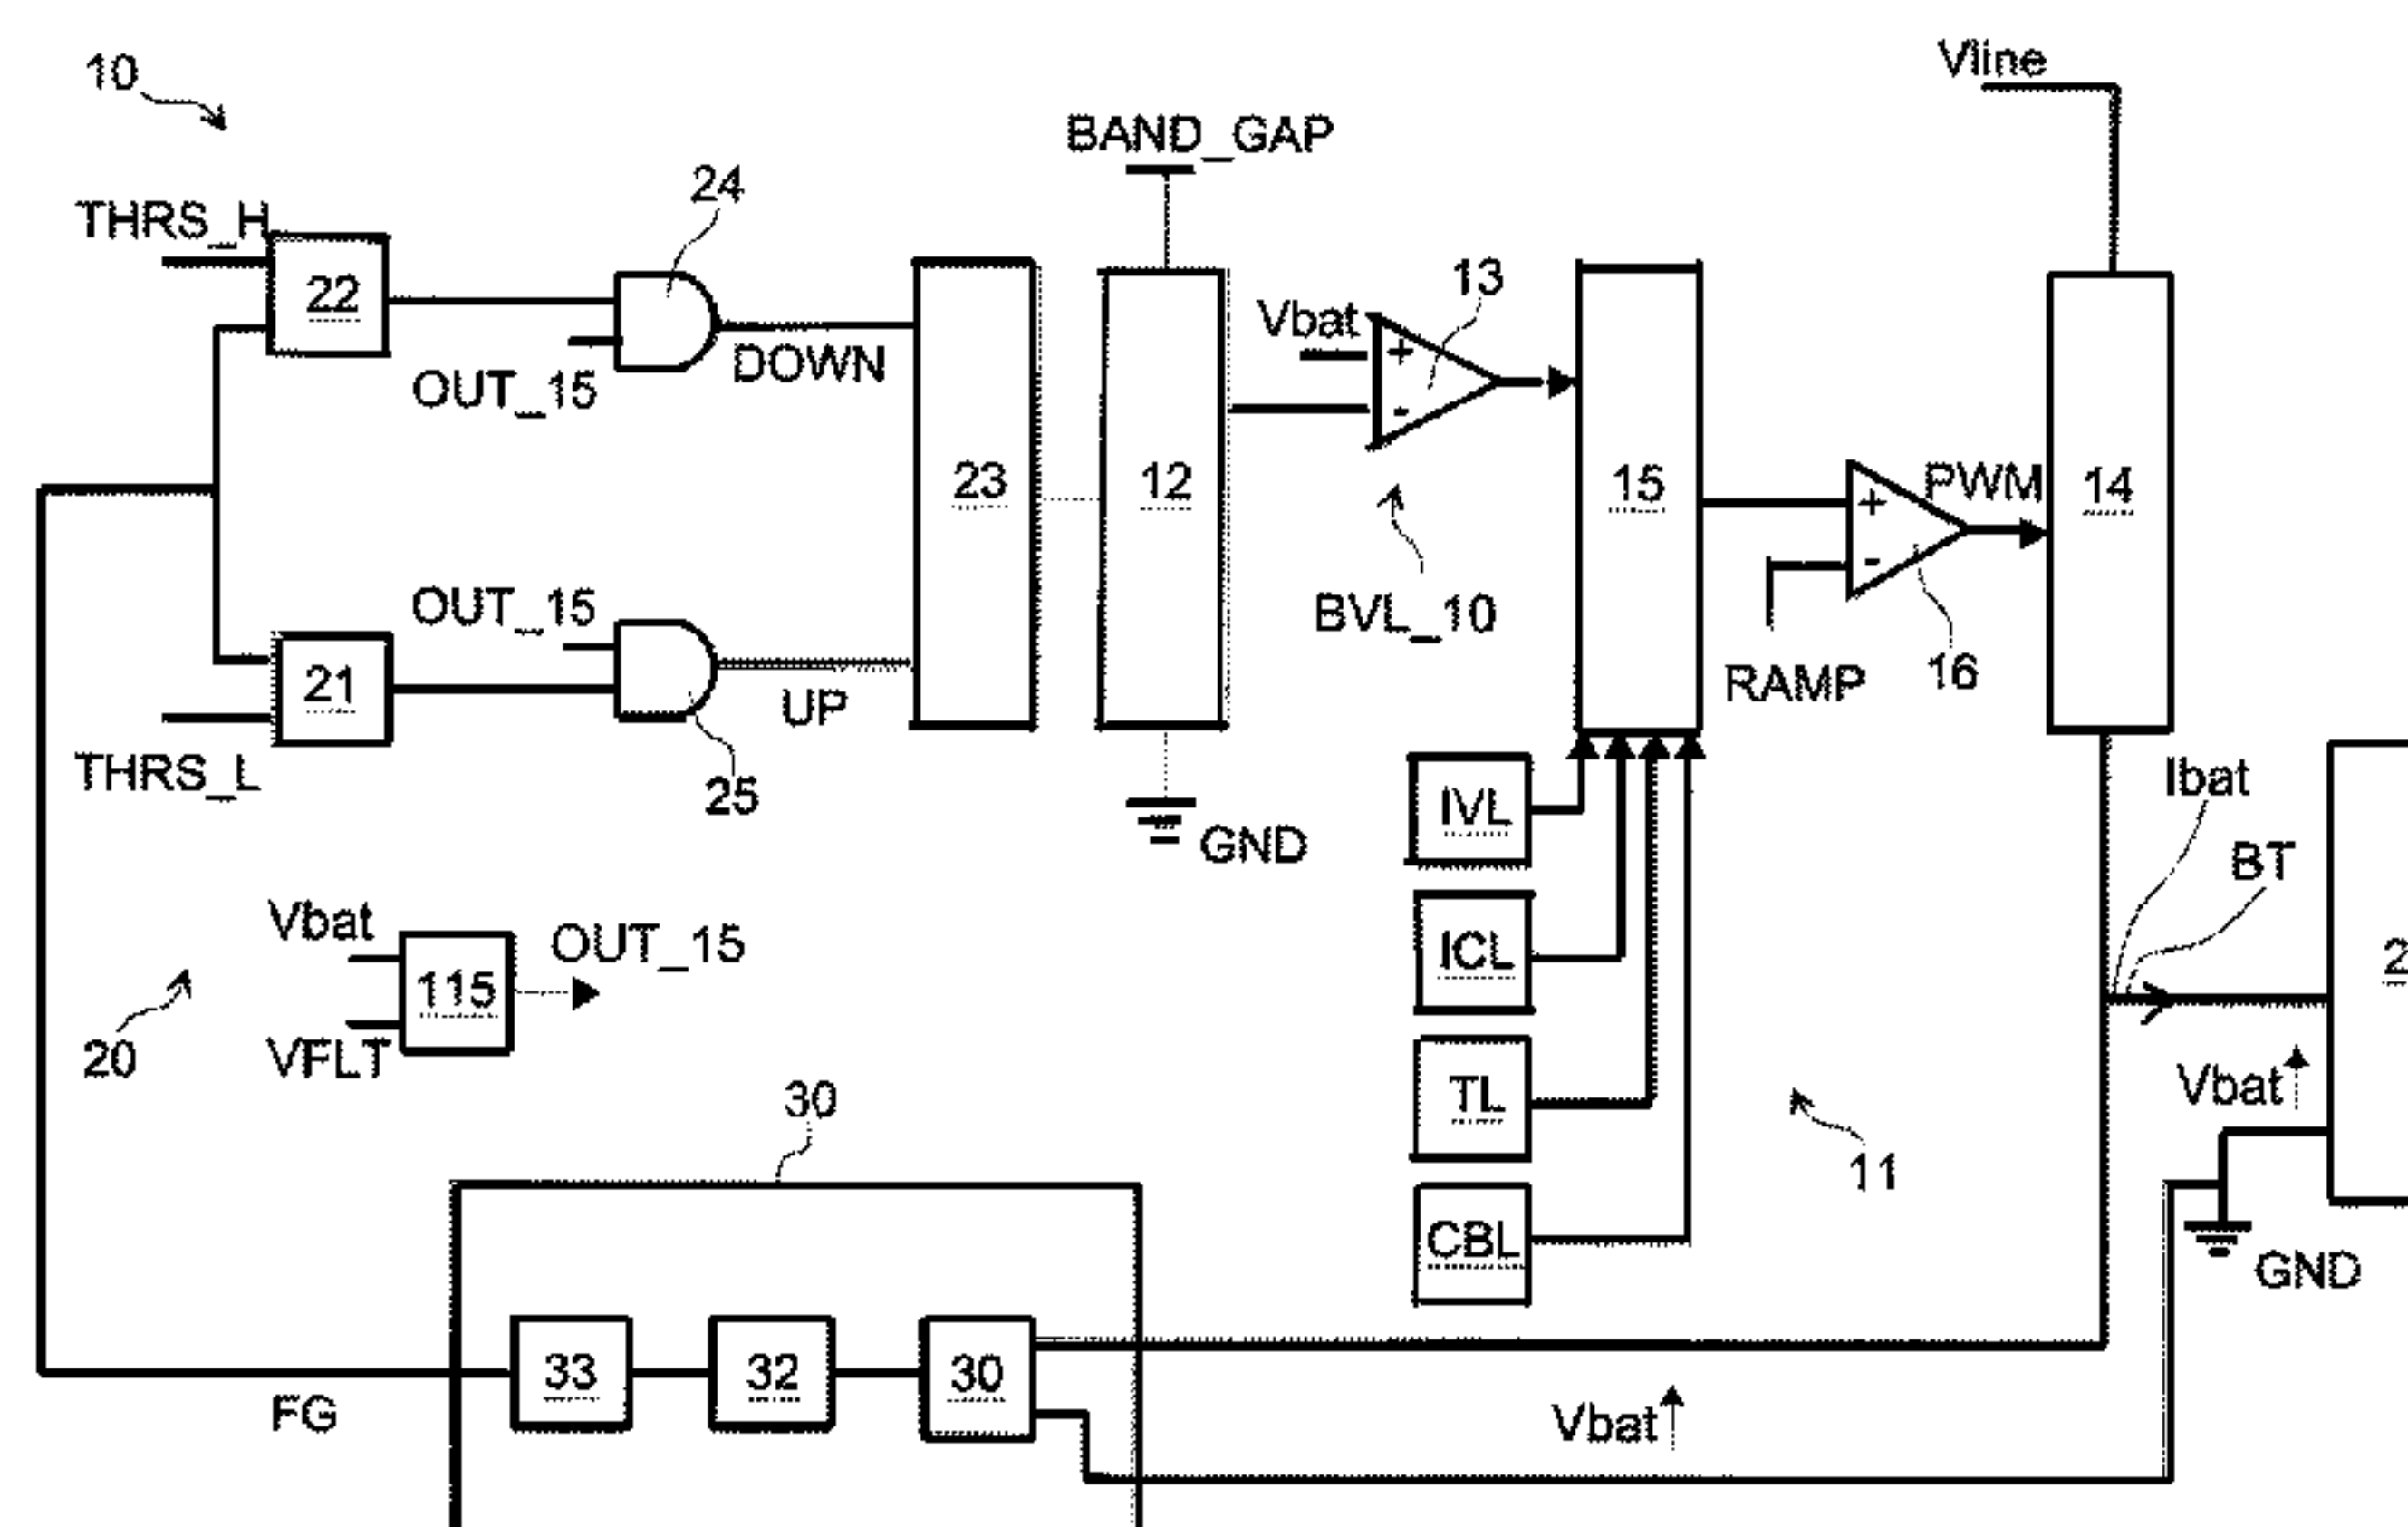 10
Vline
BAND_GAP
24
THRS_H
22
13
Vbat
+
-
OUT_15
DOWN
23
12
15
PWM
14
+
-
OUT_15
BVL_10
21
UP
RAMP
16
THRS_L
25
IVL
Ibat
GND
BT
Vbat
OUT_15
ICL
115
20
VFLT
TL
Vbat
30
11
CBL
GND
33
32
30
FG
Vbat